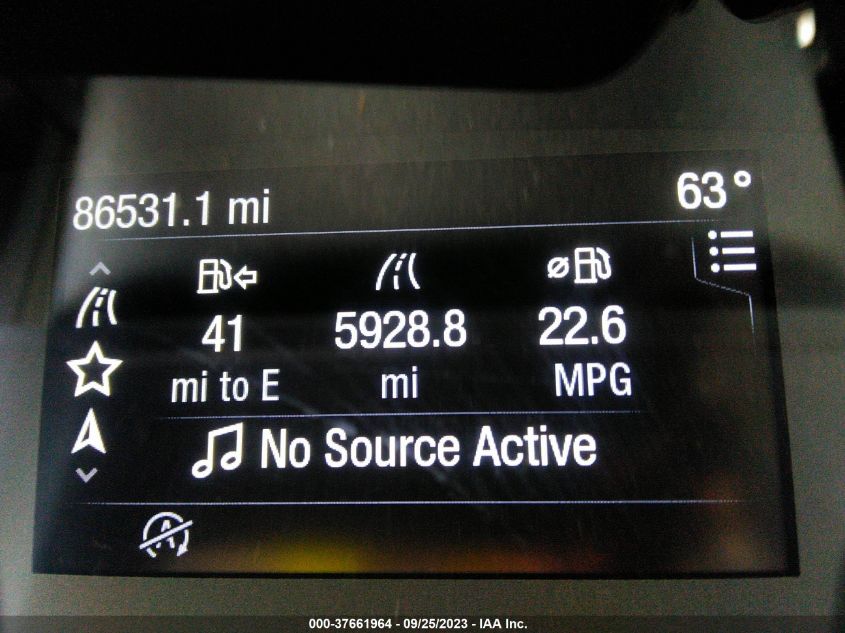 86531.1 mi 63°
41 5928.8 22.6
mi to E mi MPG
No Source Active
A
000-37661964 - 09/25/2023 - IAA Inc.